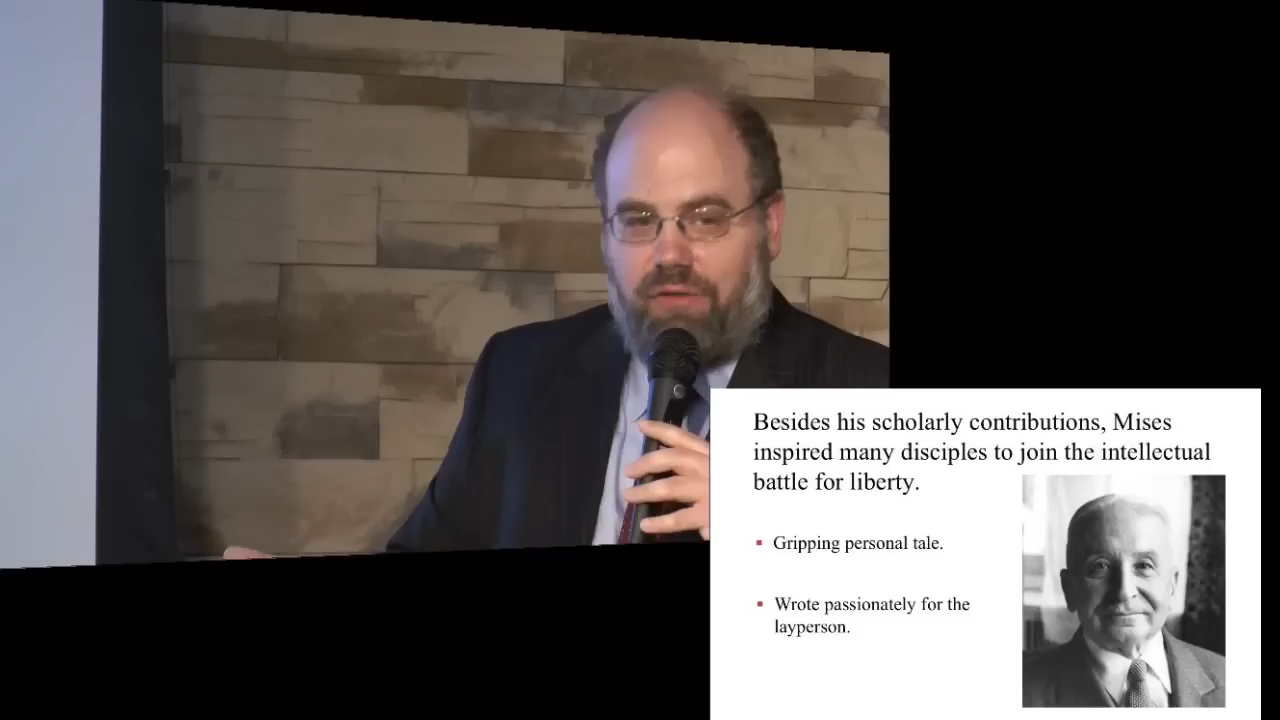 Besides his scholarly contributions, Mises
inspired many disciples to join the intellectual
battle for liberty.
Gripping personal tale.
Wrote passionately for the
layperson.